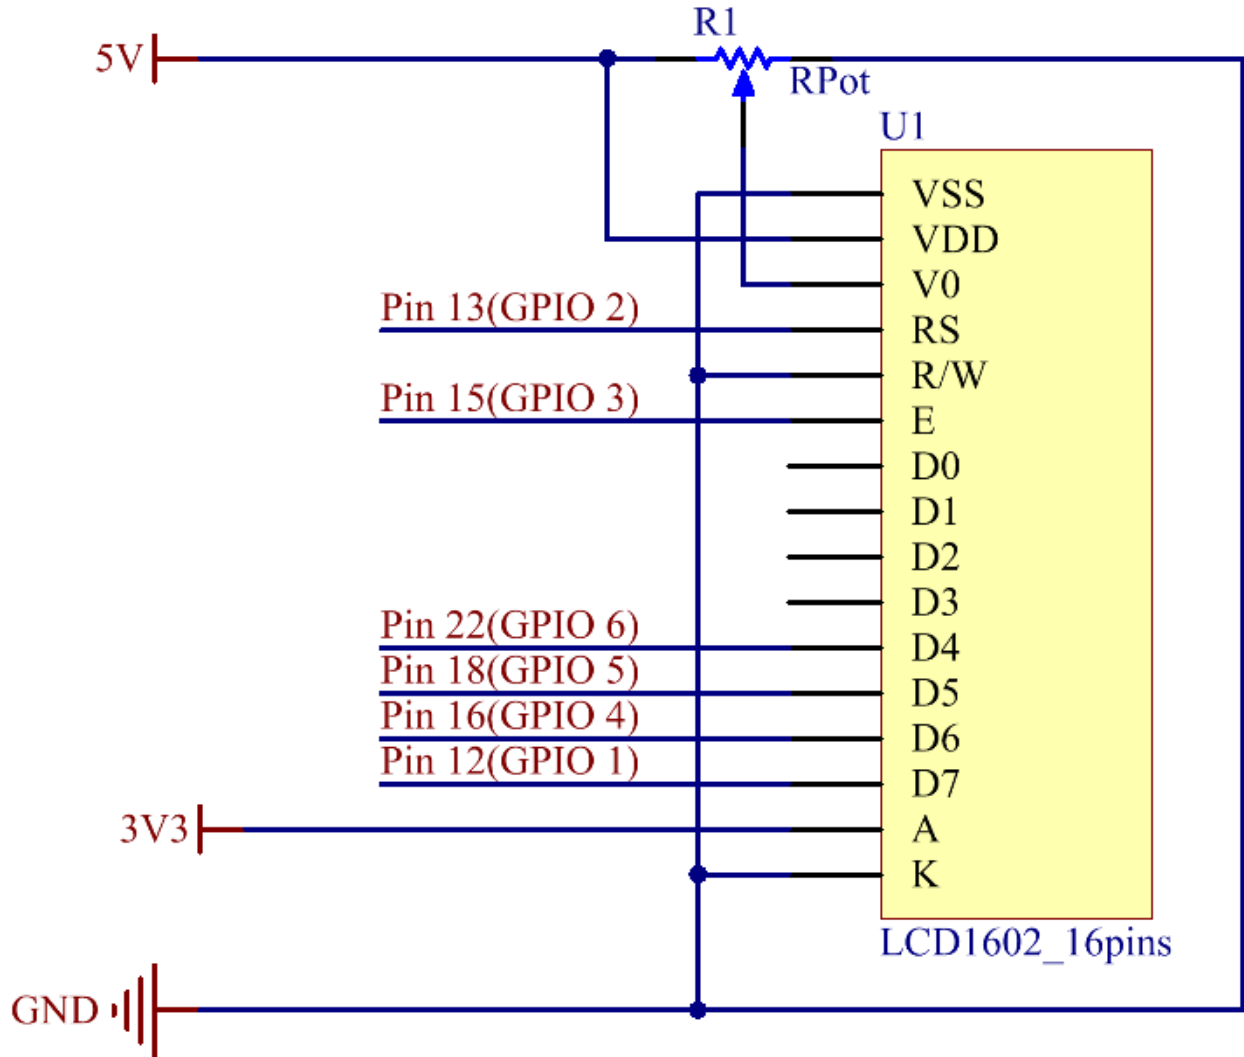 R1
5V
RPot
U1
VSS
VDD
V0
Pin 13(GPIO 2)
RS
R/W
Pin 15(GPIO 3)
E
D0
D1
D2
D3
Pin 22(GPIO 6)
D4
Pin 18(GPIO 5)
D5
Pin 16(GPIO 4)
D6
Pin 12(GPIO 1)
D7
3V3
A
K
LCD1602_16pins
GND